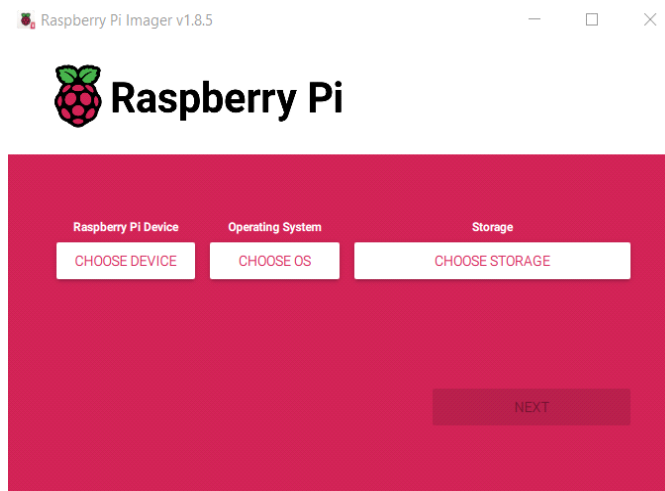 Raspberry Pi Imager v1.8.5
Raspberry Pi
Raspberry Pi Device
Operating System
Storage
CHOOSE DEVICE
CHOOSE OS
CHOOSE STORAGE
NEXT